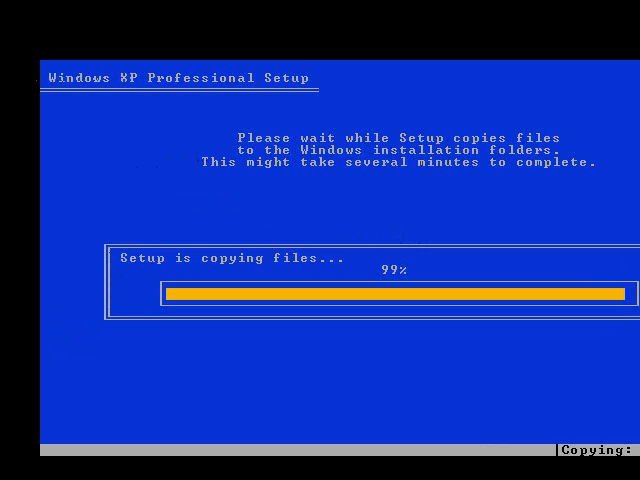 Windows XP Professional Setup
Please wait while Setup copies files
to the Windows installation folders.
This might take several minutes to complete.
Setup is copying files...
99%
Copying: